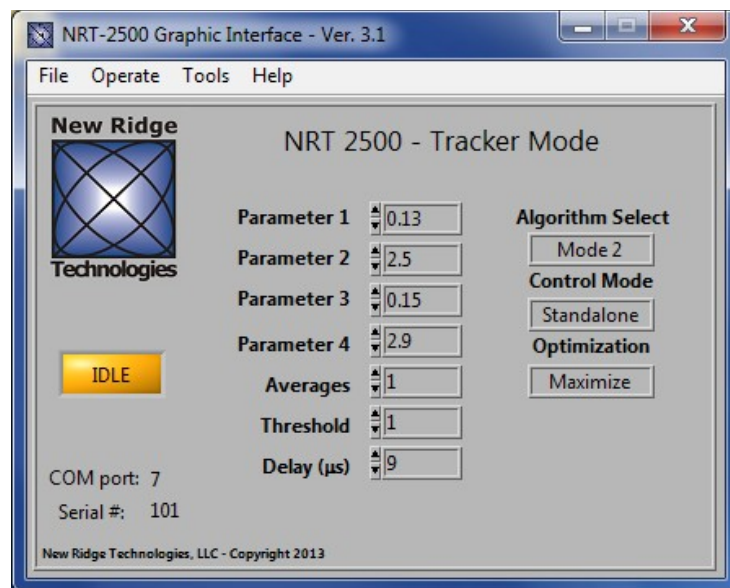 NRT-2500 Graphic Interface - Ver. 3.1
X
File Operate Tools Help
New Ridge
Technologies
NRT 2500 - Tracker Mode
Parameter 1 0.13
Parameter 2 2.5
Parameter 3 0.15
Parameter 4 2.9
Averages 1
Threshold 1
Delay (µs) 9
Algorithm Select
Mode 2
Control Mode
Standalone
Optimization
Maximize
IDLE
COM port: 7
Serial #: 101
New Ridge Technologies, LLC - Copyright 2013